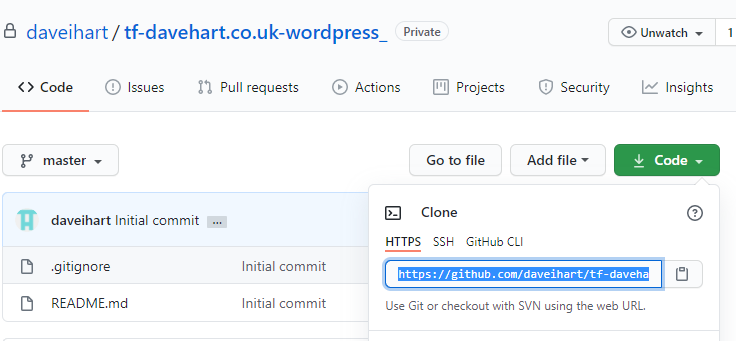 daveihart / tf-davehart.co.uk-wordpress_ Private Unwatch 1
Code Issues Pull requests Actions Projects Security Insights
master Go to file Add file Code
daveihart Initial commit ...
.gitignore Initial commit
README.md Initial commit
Clone
HTTPS SSH GitHub CLI
https://github.com/daveihart/tf-daveha
Use Git or checkout with SVN using the web URL.